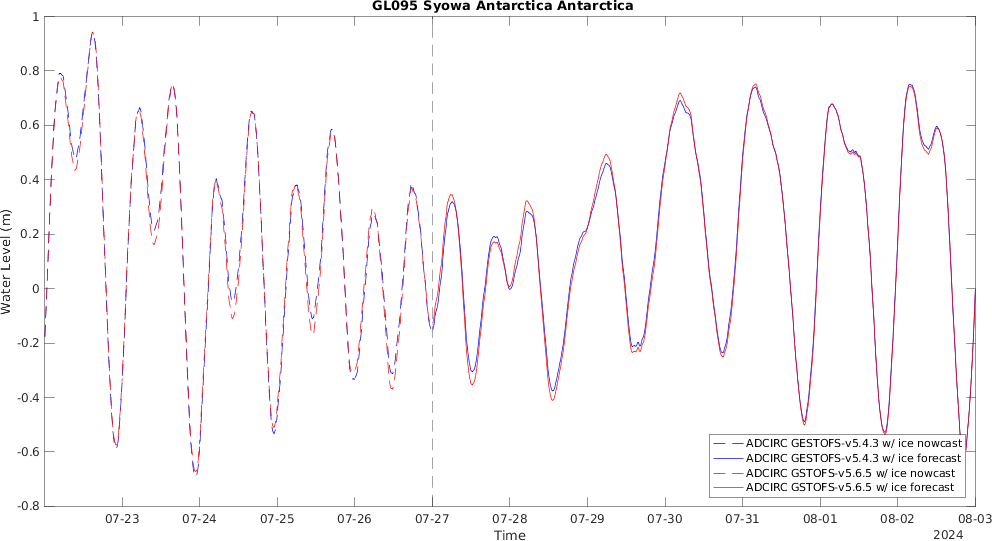 GL095 Syowa Antarctica Antarctica
Water Level (m)
1
0.8
0.6
0.4
0.2
0
-0.2
-0.4
-0.6
-0.8
ADCIRC GESTOFS-v5.4.3 w/ ice nowcast
ADCIRC GESTOFS-v5.4.3 w/ ice forecast
ADCIRC GSTOFS-v5.6.5 w/ ice nowcast
ADCIRC GSTOFS-v5.6.5 w/ ice forecast
07-23 07-24 07-25 07-26 07-27 07-28 07-29 07-30 07-31 08-01 08-02 08-03
Time
2024